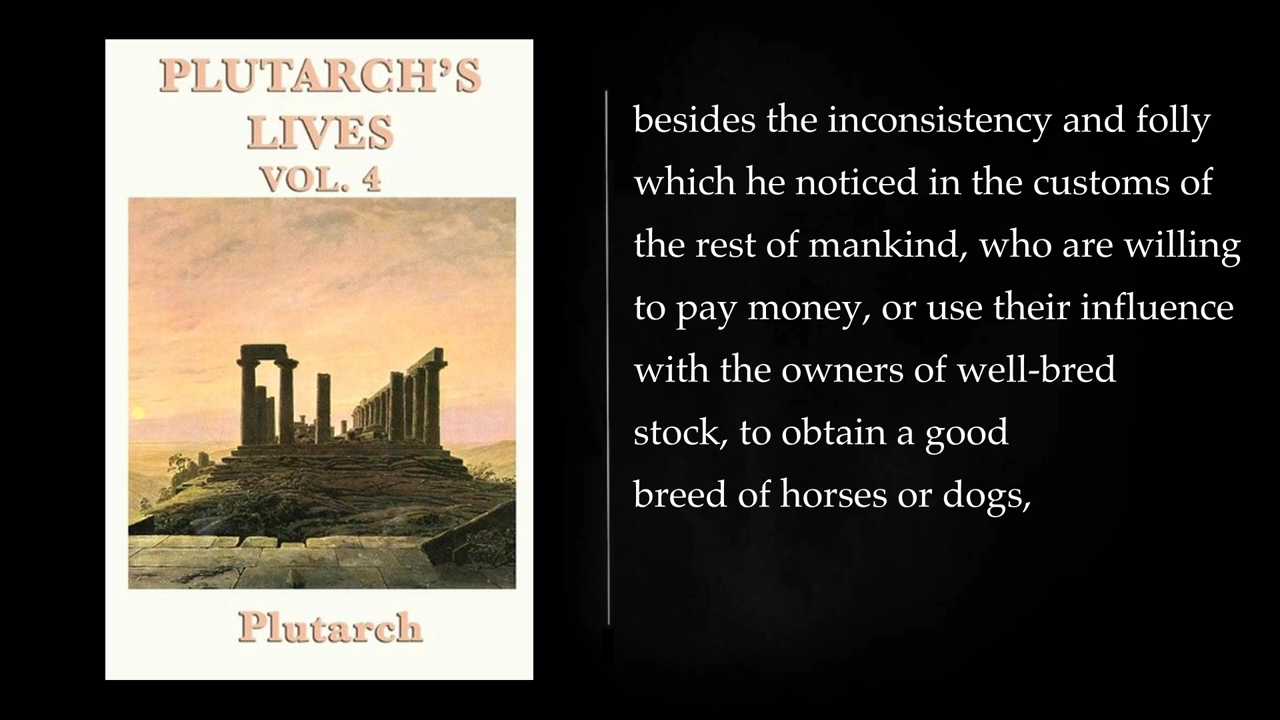 PLUTARCH'S
LIVES
VOL. 4
Plutarch
besides the inconsistency and folly
which he noticed in the customs of
the rest of mankind, who are willing
to pay money, or use their influence
with the owners of well-bred
stock, to obtain a good
breed of horses or dogs,